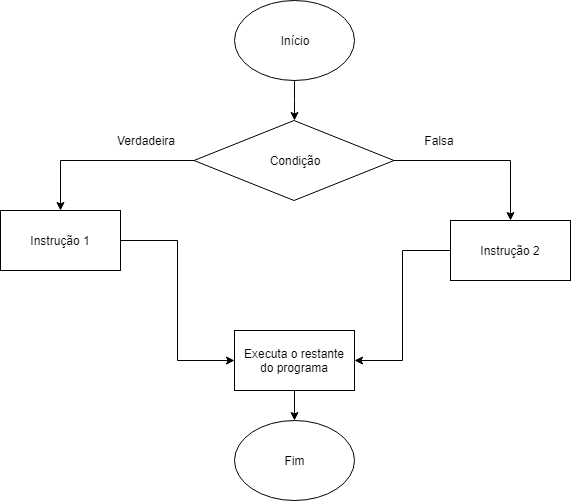 Início
Verdadeira
Falsa
Condição
Instrução 1
Instrução 2
Executa o restante
do programa
Fim